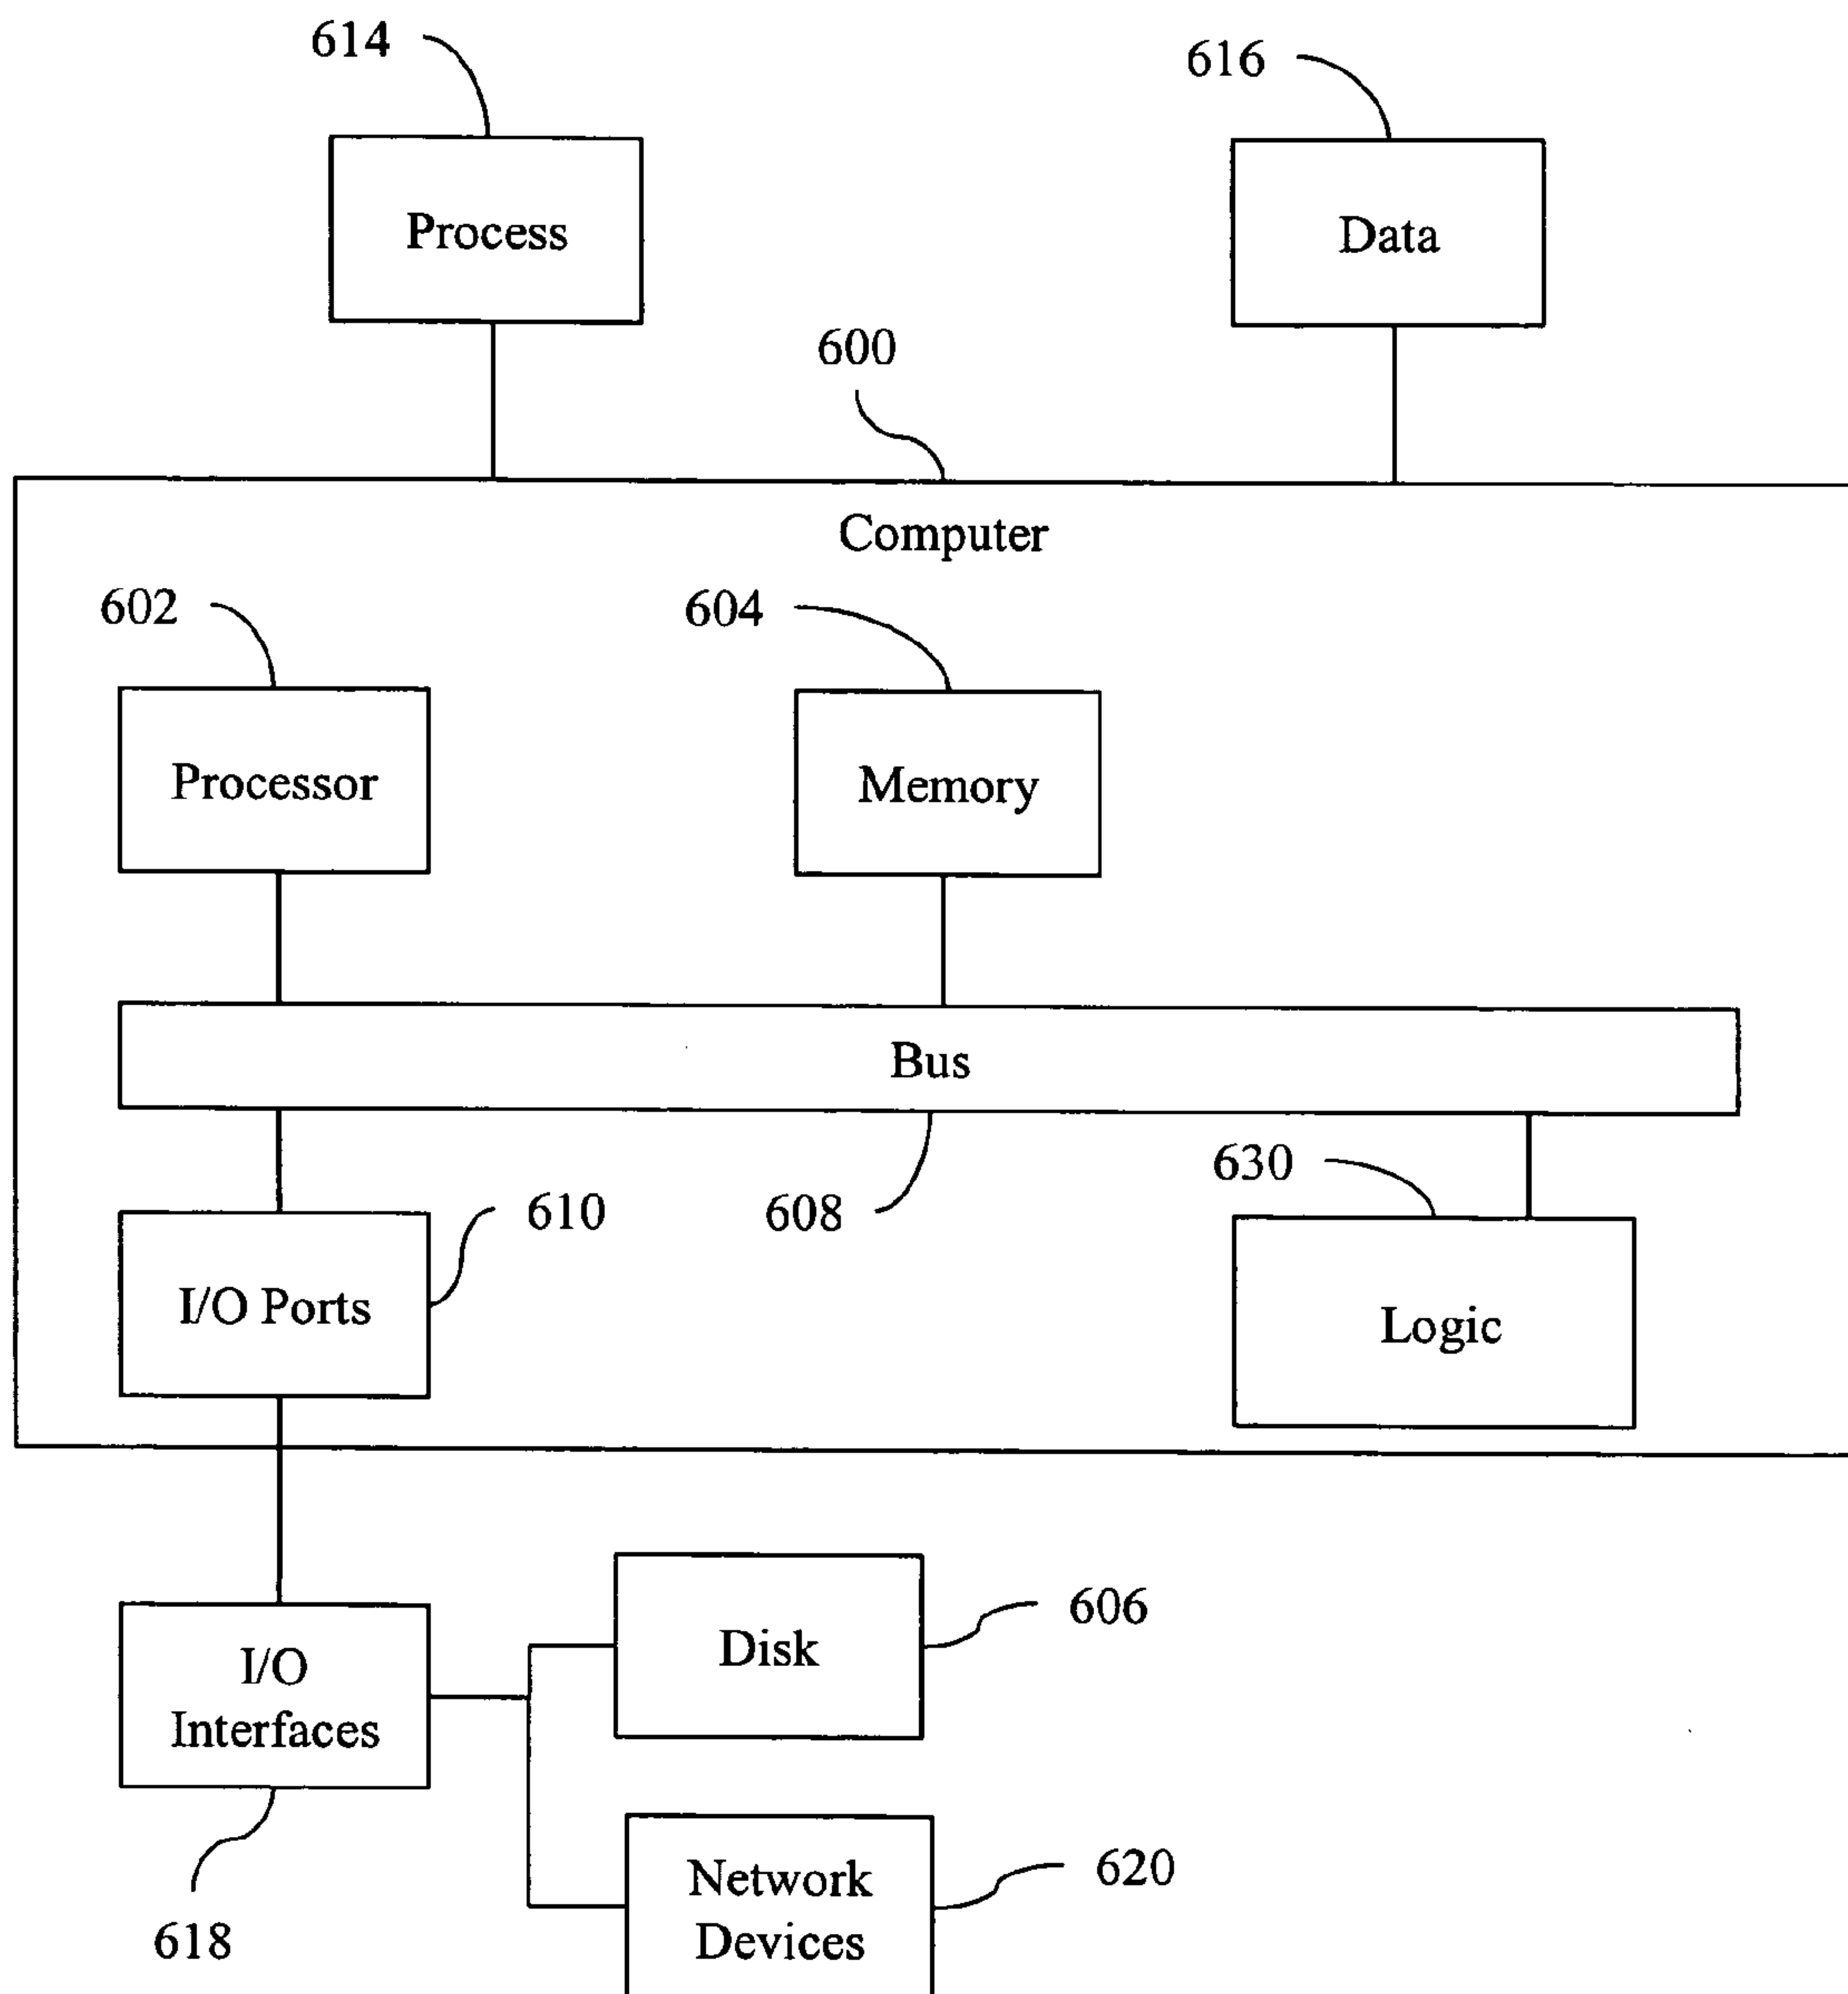 614
616
Process
Data
600
Computer
602
604
Processor
Memory
Bus
630
610
608
I/O Ports
Logic
606
Disk
I/O
Interfaces
620
Network
Devices
618